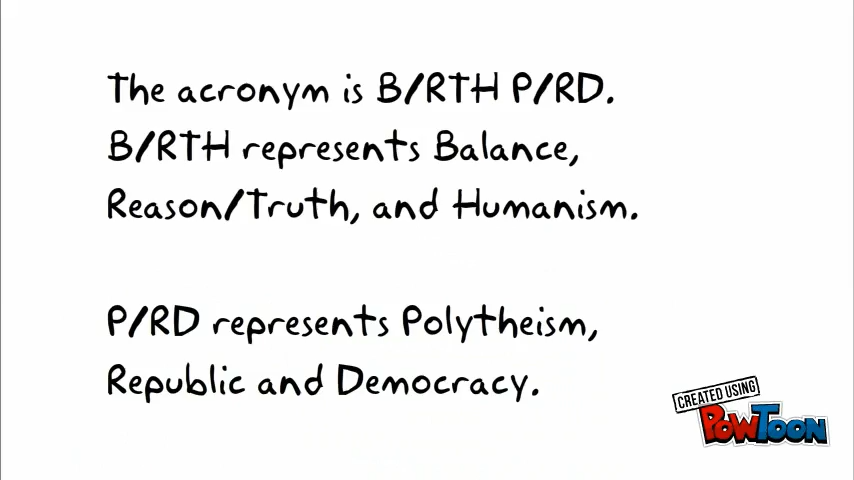 The acronym is B/RTH P/RD.
B/RTH represents Balance,
Reason/Truth, and Humanism.
P/RD represents Polytheism,
Republic and Democracy.
CREATED USING
POWTOON